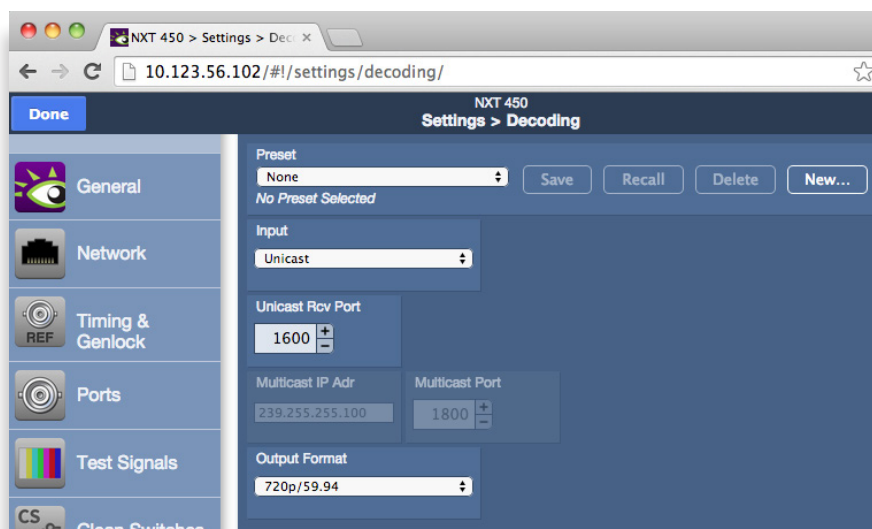 NXT 450 > Settings > Dec
10.123.56.102/#!/settings/decoding/
Done
NXT 450
Settings > Decoding
General
Network
REF
Timing &
Genlock
Ports
Test Signals
CS
Clean Switches
Preset
None
No Preset Selected
Save
Recall
Delete
New...
Input
Unicast
Unicast Rcv Port
1600
+
-
Multicast IP Adr
239.255.255.100
Multicast Port
1800
+
-
Output Format
720p/59.94